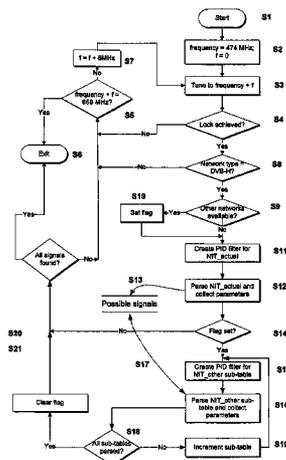 Start
S1
frequency = 474 MHz;
f = 0
S2
f = f + 8MHz
S7
Tune to frequency + f
S3
No
frequency + f =
858 MHz?
S5
Lock achieved?
S4
No
Yes
Yes
Exit
S6
Network type =
DVB-H?
S8
No
Yes
S10
Other networks
available?
S9
Set flag
Yes
No
Create PID filter for
NIT_actual
S11
Yes
All signals
found?
No
S13
Parse NIT_actual and
collect parameters
S12
Possible signals
S20
S21
No
Flag set?
S14
Yes
S17
Create PID filter for
NIT_other sub-table
Clear flag
Parse NIT_other sub-
table and collect
parameters
S18
Yes
All sub-tables
parsed?
No
Increment sub-table